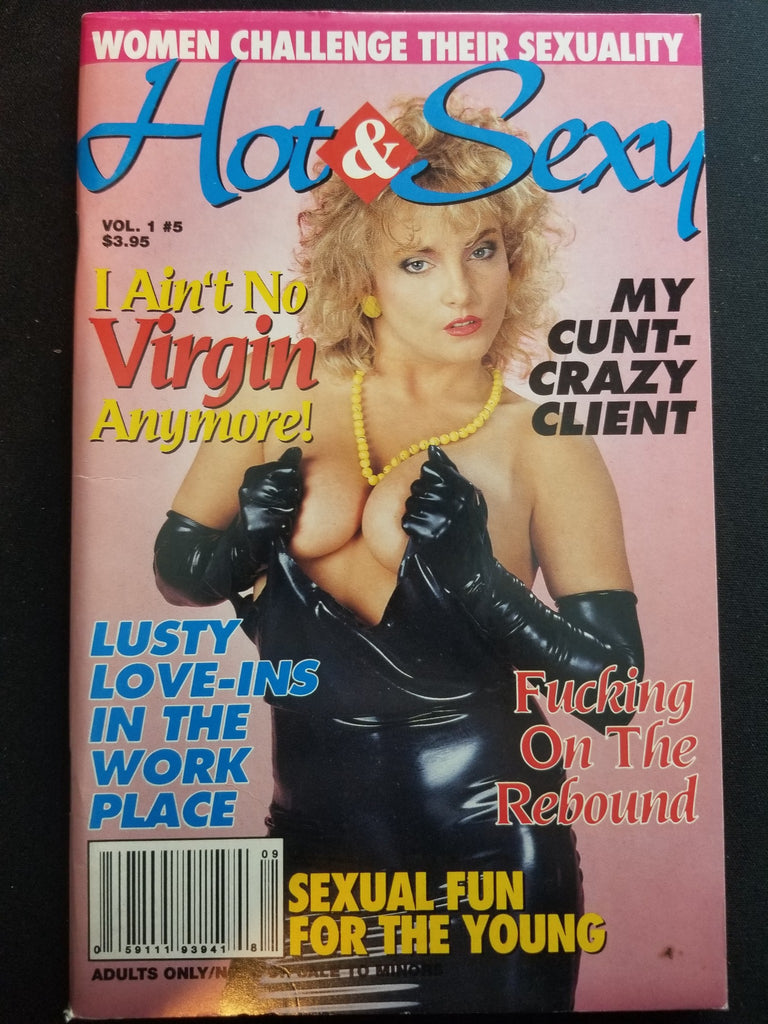 WOMEN CHALLENGE THEIR SEXUALITY
Hot & Sexy
VOL. 1 #5
$3.95
I Ain't No
Virgin
Anymore!
MY
CUNT-
CRAZY
CLIENT
LUSTY
LOVE-INS
IN THE
WORK
PLACE
Fucking
On The
Rebound
SEXUAL FUN
FOR THE YOUNG
09
0 59111 93941 8
ADULTS ONLY/ SALE TO MINORS